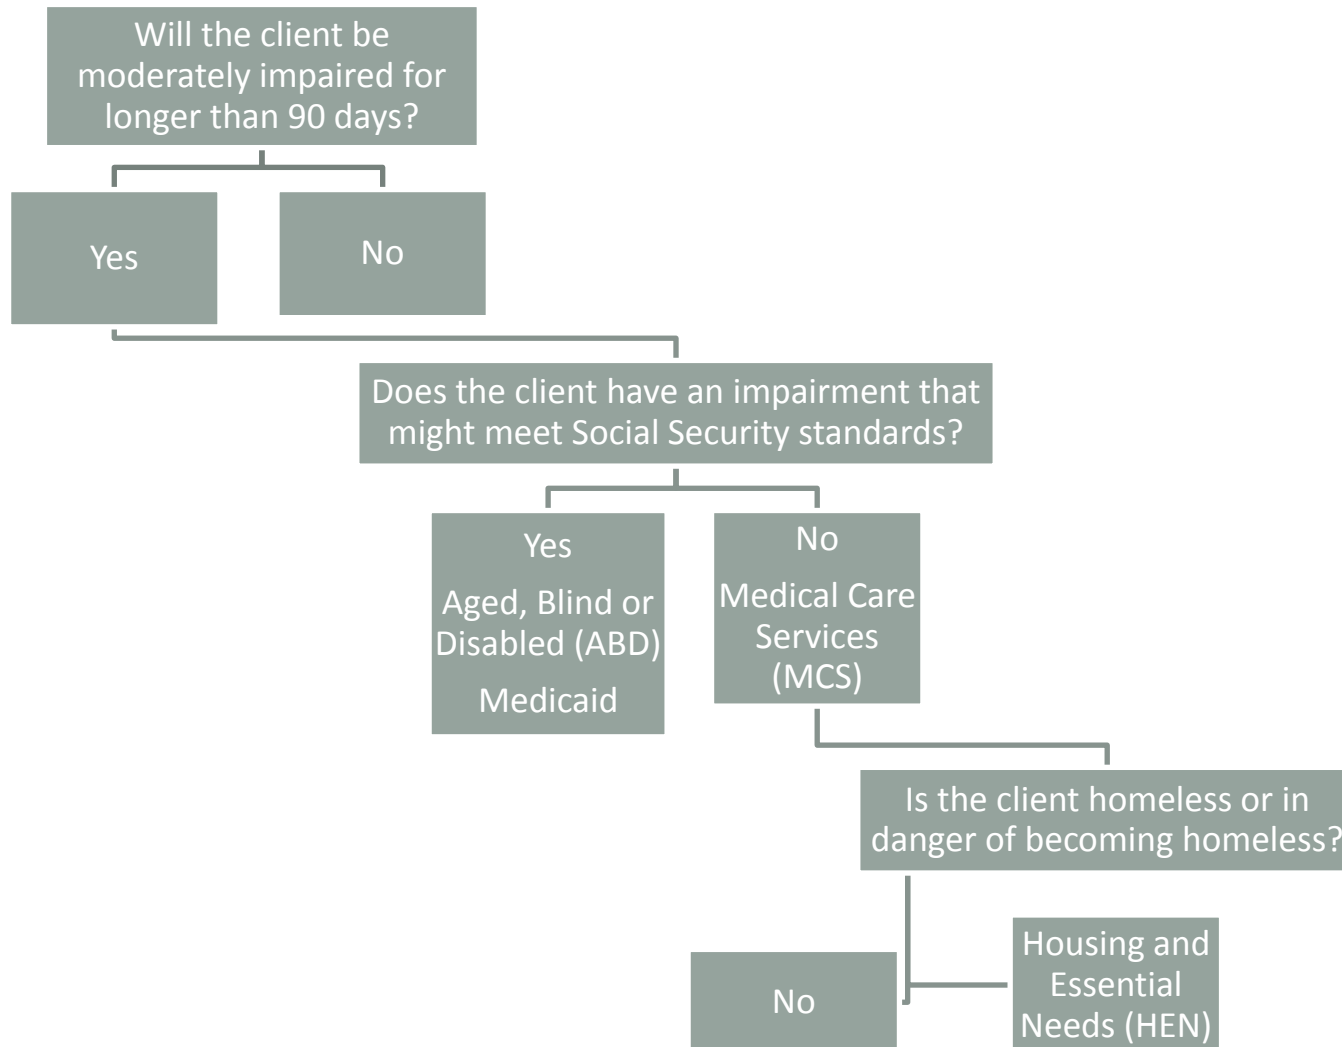 Will the client be
moderately impaired for
longer than 90 days?
Yes
No
Does the client have an impairment that
might meet Social Security standards?
Yes
Aged, Blind or
Disabled (ABD)
Medicaid
No
Medical Care
Services
(MCS)
Is the client homeless or in
danger of becoming homeless?
No
Housing and
Essential
Needs (HEN)